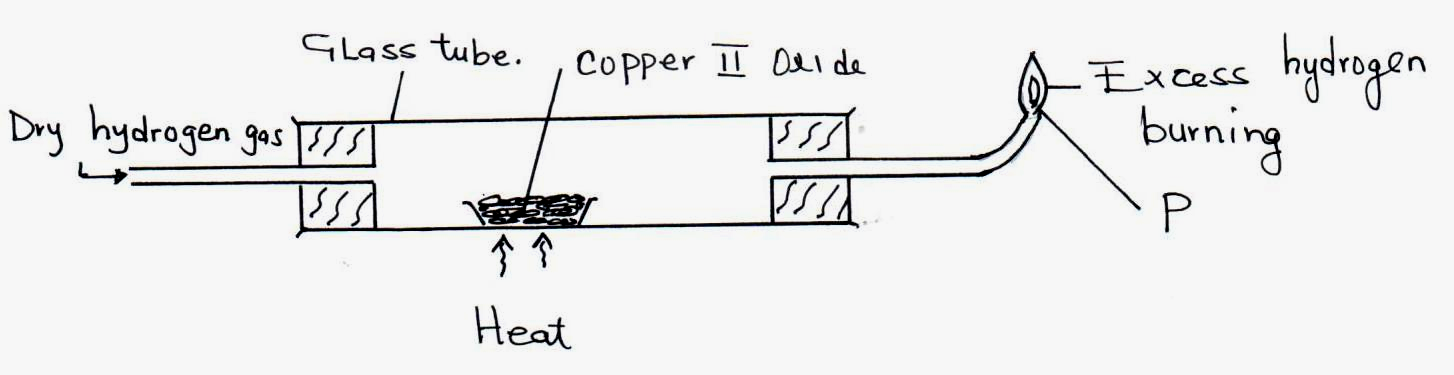 Glass tube.
Copper II Oxide
Dry hydrogen gas
Excess hydrogen
burning
P
Heat